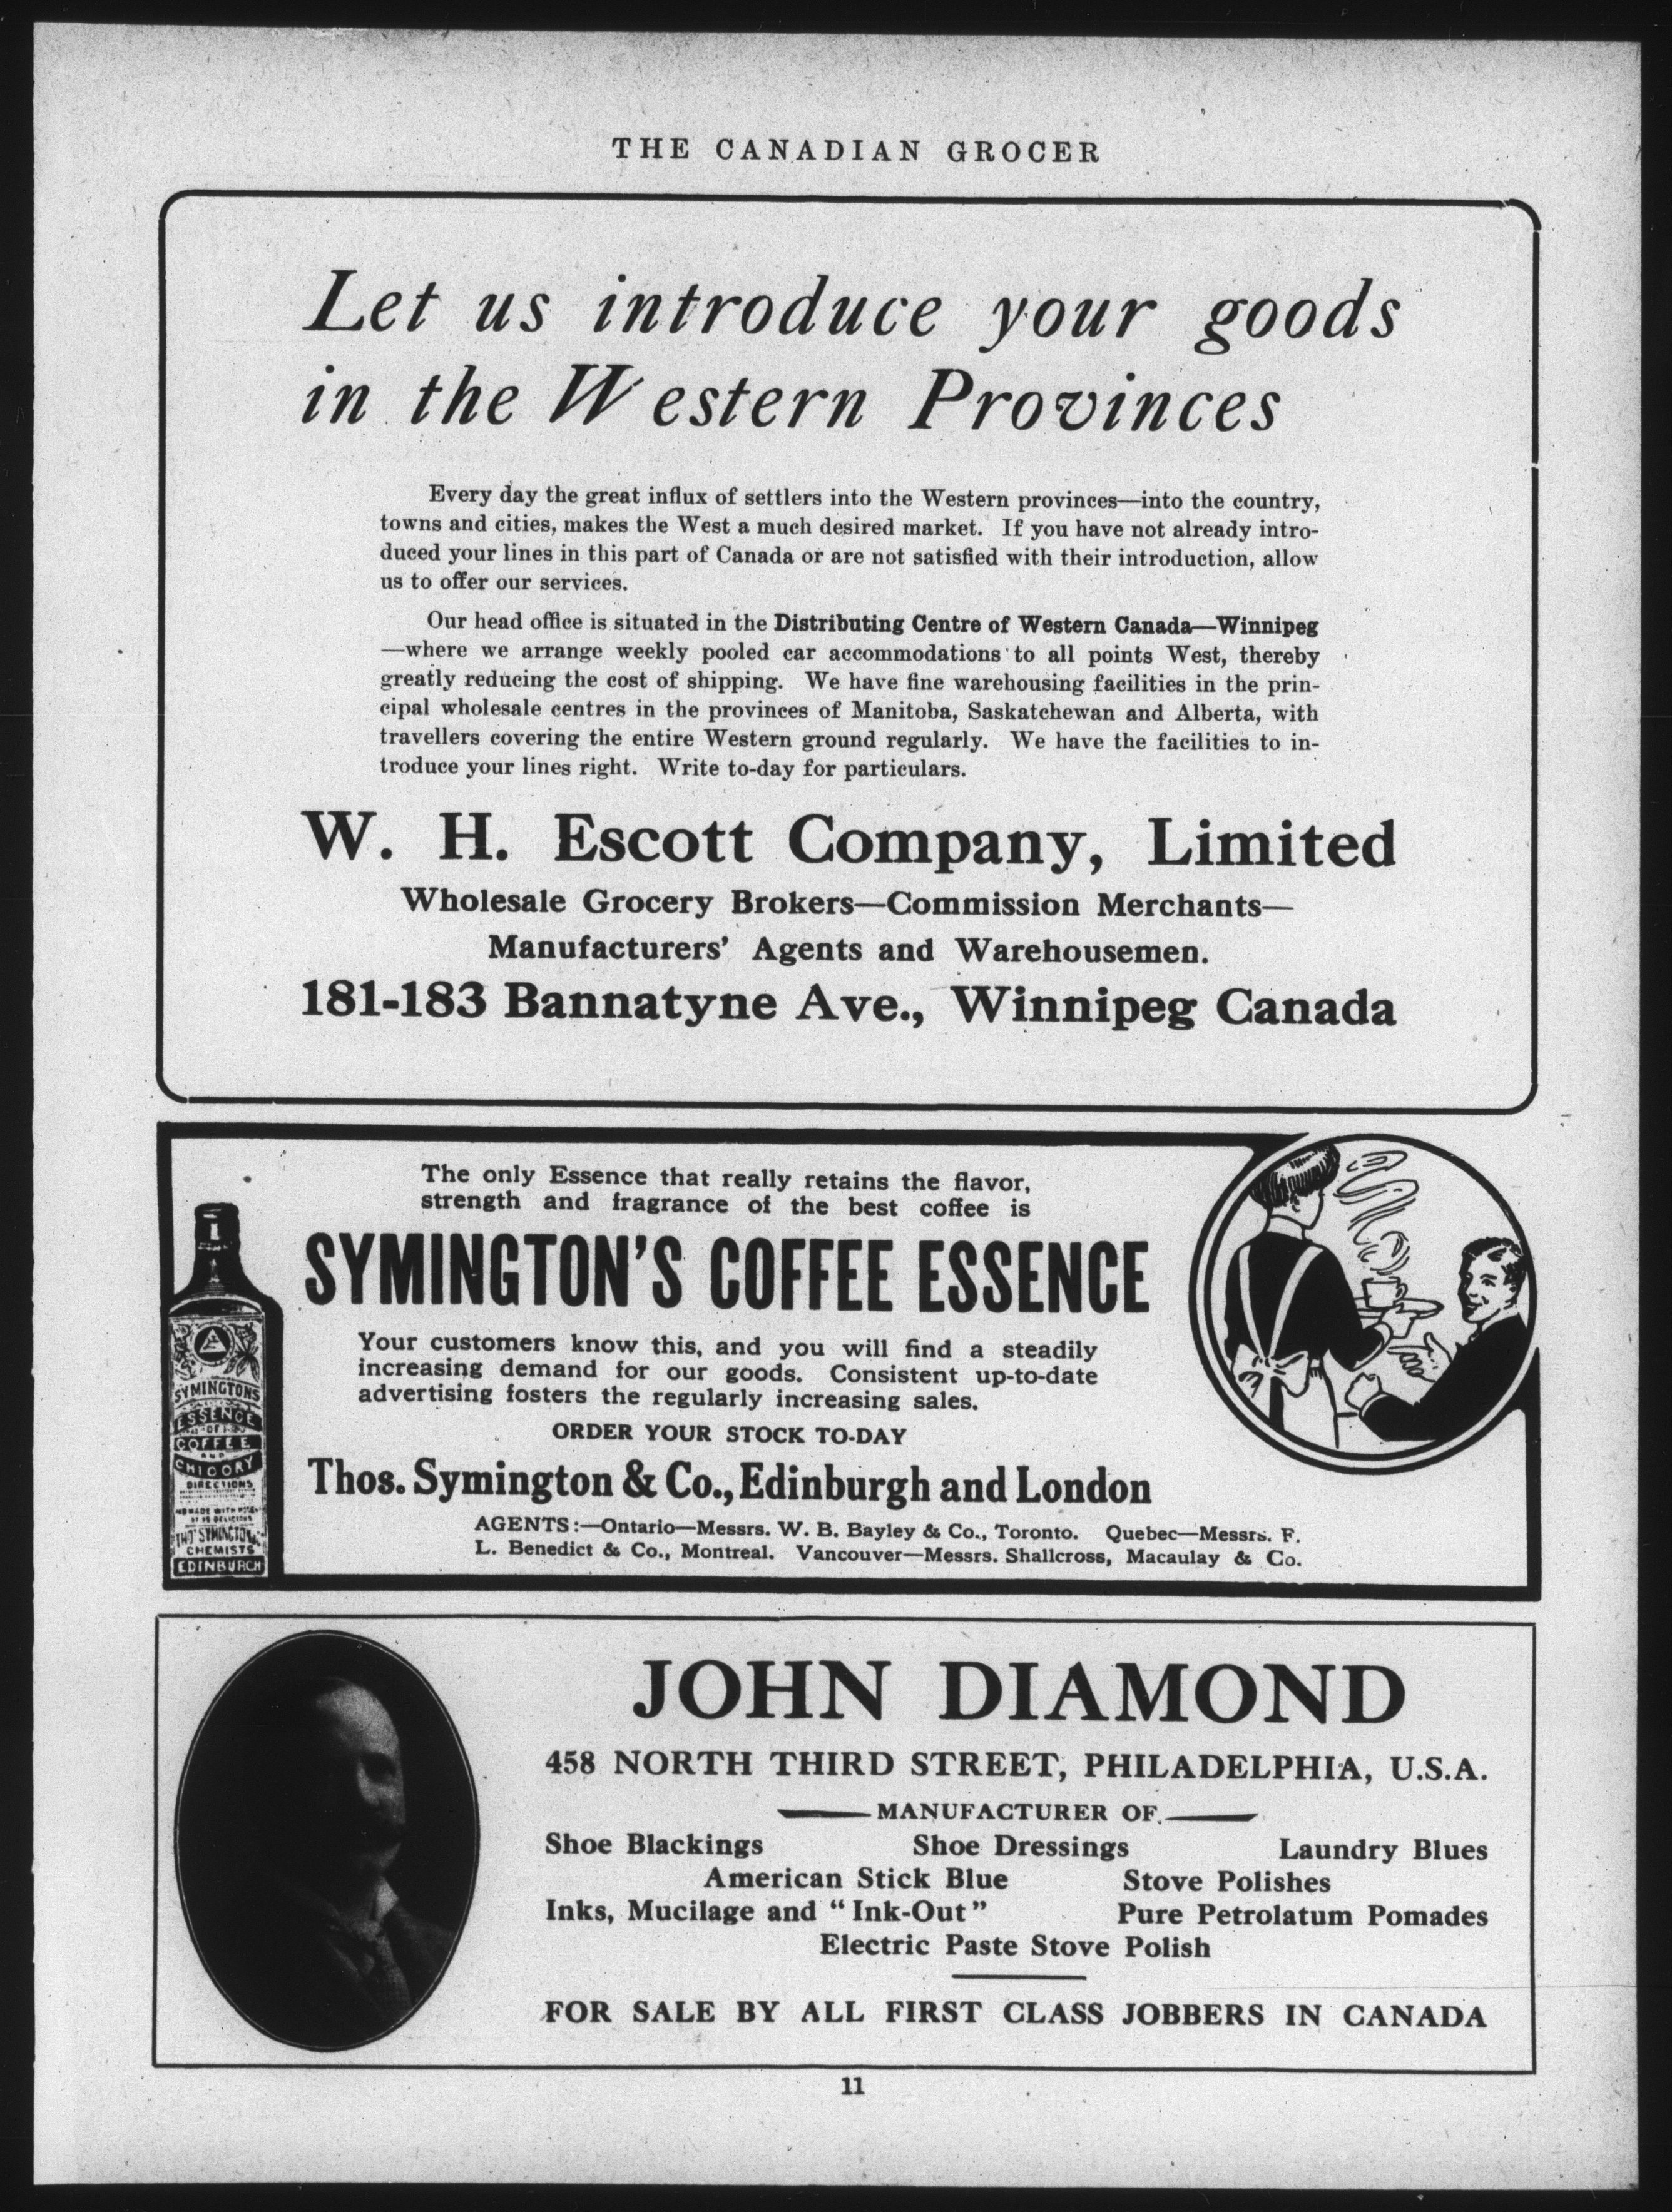 THE CANADIAN GROCER
Let us introduce your goods
in the Western Provinces
Every day the great influx of settlers into the Western provinces—into the country,
towns and cities, makes the West a much desired market. If you have not already intro-
duced your lines in this part of Canada or are not satisfied with their introduction, allow
us to offer our services.
Our head office is situated in the Distributing Centre of Western Canada—Winnipeg
—where we arrange weekly pooled car accommodations to all points West, thereby
greatly reducing the cost of shipping. We have fine warehousing facilities in the prin-
cipal wholesale centres in the provinces of Manitoba, Saskatchewan and Alberta, with
travellers covering the entire Western ground regularly. We have the facilities to in-
troduce your lines right. Write to-day for particulars.
W. H. Escott Company, Limited
Wholesale Grocery Brokers—Commission Merchants—
Manufacturers' Agents and Warehousemen.
181-183 Bannatyne Ave., Winnipeg Canada
The only Essence that really retains the flavor,
strength and fragrance of the best coffee is
SYMINGTON'S COFFEE ESSENCE
Your customers know this, and you will find a steadily
increasing demand for our goods. Consistent up-to-date
advertising fosters the regularly increasing sales.
ORDER YOUR STOCK TO-DAY
Thos. Symington & Co., Edinburgh and London
AGENTS:—Ontario—Messrs. W. B. Bayley & Co., Toronto. Quebec—Messrs. F.
L. Benedict & Co., Montreal. Vancouver—Messrs. Shallcross, Macaulay & Co.
SYMINGTONS
ESSENCE
OF
COFFEE
AND
CHICORY
DIRECTIONS
THOS SYMINGTON
CHEMISTS
EDINBURGH
JOHN DIAMOND
458 NORTH THIRD STREET, PHILADELPHIA, U.S.A.
MANUFACTURER OF
Shoe Blackings Shoe Dressings Laundry Blues
American Stick Blue Stove Polishes
Inks, Mucilage and "Ink-Out" Pure Petrolatum Pomades
Electric Paste Stove Polish
FOR SALE BY ALL FIRST CLASS JOBBERS IN CANADA
11